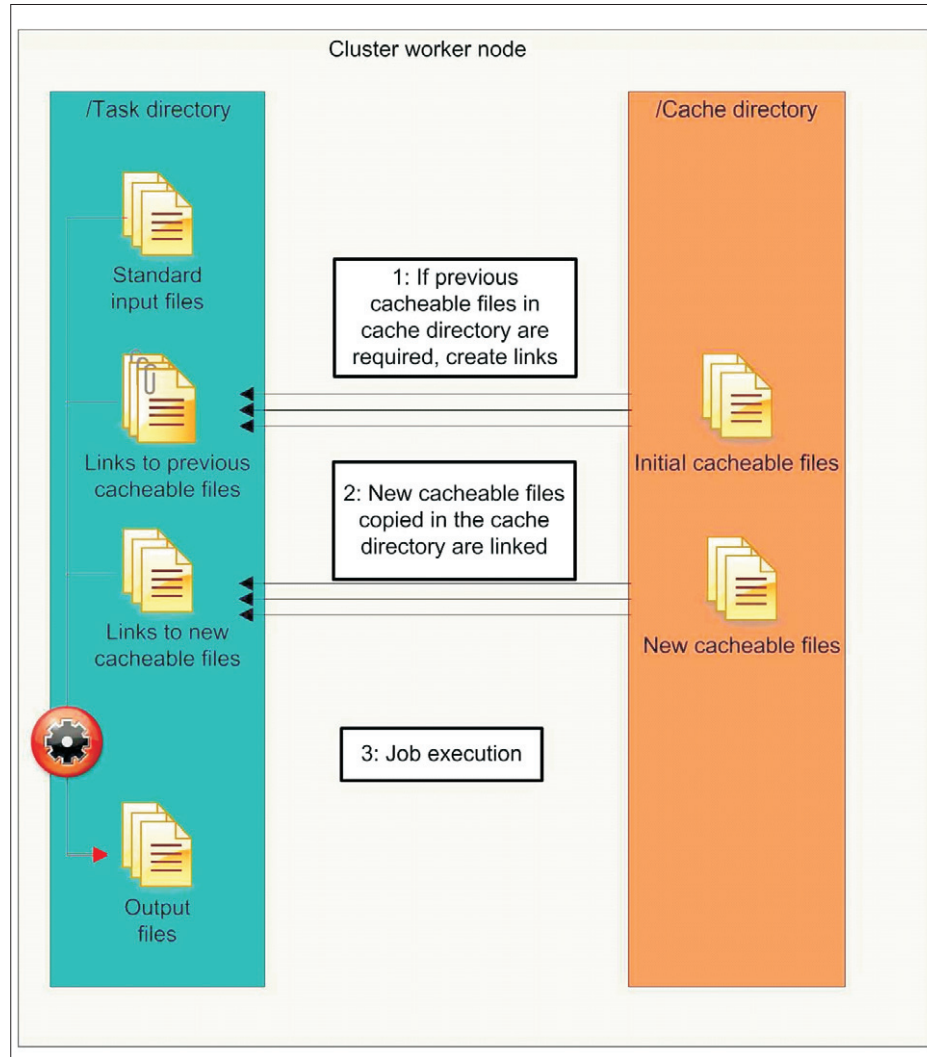 Cluster worker node
/Task directory
/Cache directory
Standard
input files
1: If previous
cacheable files in
cache directory are
required, create links
Links to previous
cacheable files
Initial cacheable files
2: New cacheable files
copied in the cache
directory are linked
Links to new
cacheable files
New cacheable files
3: Job execution
Output
files